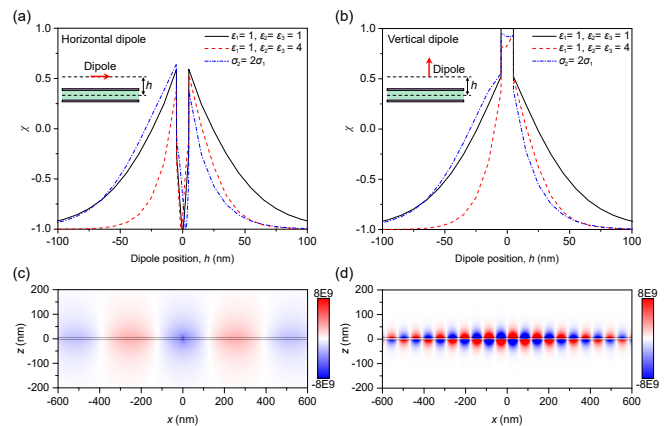 (a)
Horizontal dipole
Dipole
h
ε₁= 1, ε₂= ε₃ = 1
ε₁= 1, ε₂= ε₃ = 4
σ₂= 2σ₁
χ
1.0
0.5
0.0
-0.5
-1.0
-100 -50 0 50 100
Dipole position, h (nm)
(b)
Vertical dipole
Dipole
h
ε₁= 1, ε₂= ε₃ = 1
ε₁= 1, ε₂= ε₃ = 4
σ₂= 2σ₁
χ
1.0
0.5
0.0
-0.5
-1.0
-100 -50 0 50 100
Dipole position, h (nm)
(c)
z (nm)
200
100
0
-100
-200
-600 -400 -200 0 200 400 600
x (nm)
8E9
-8E9
(d)
z (nm)
200
100
0
-100
-200
-600 -400 -200 0 200 400 600
x (nm)
8E9
-8E9